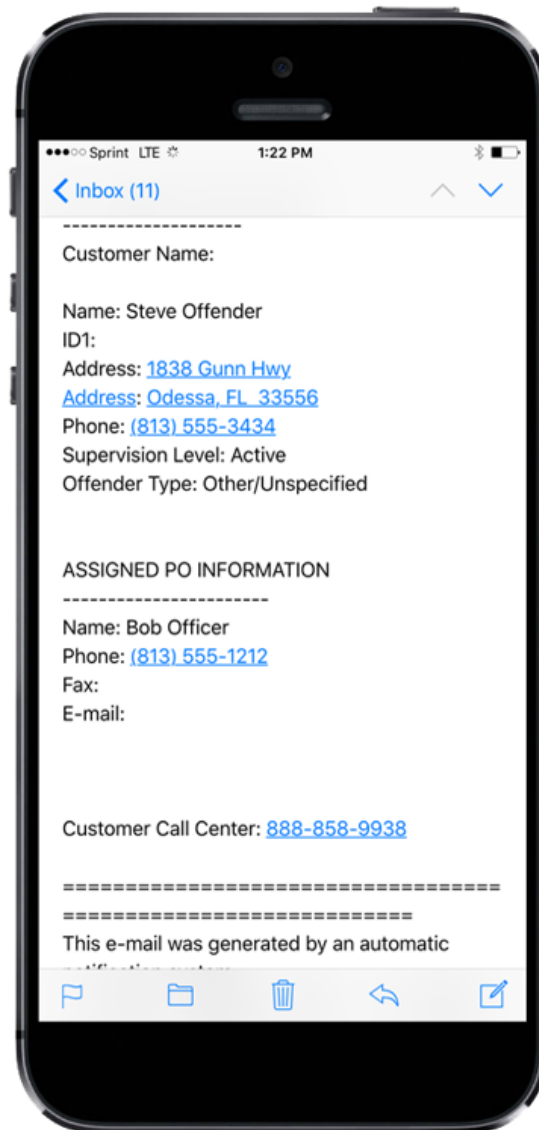 Sprint LTE 1:22 PM
Inbox (11)
--------------------
Customer Name:
Name: Steve Offender
ID1:
Address: 1838 Gunn Hwy
Address: Odessa, FL  33556
Phone: (813) 555-3434
Supervision Level: Active
Offender Type: Other/Unspecified
ASSIGNED PO INFORMATION
-----------------------
Name: Bob Officer
Phone: (813) 555-1212
Fax:
E-mail:
Customer Call Center: 888-858-9938
===================================
============================
This e-mail was generated by an automatic
notification system